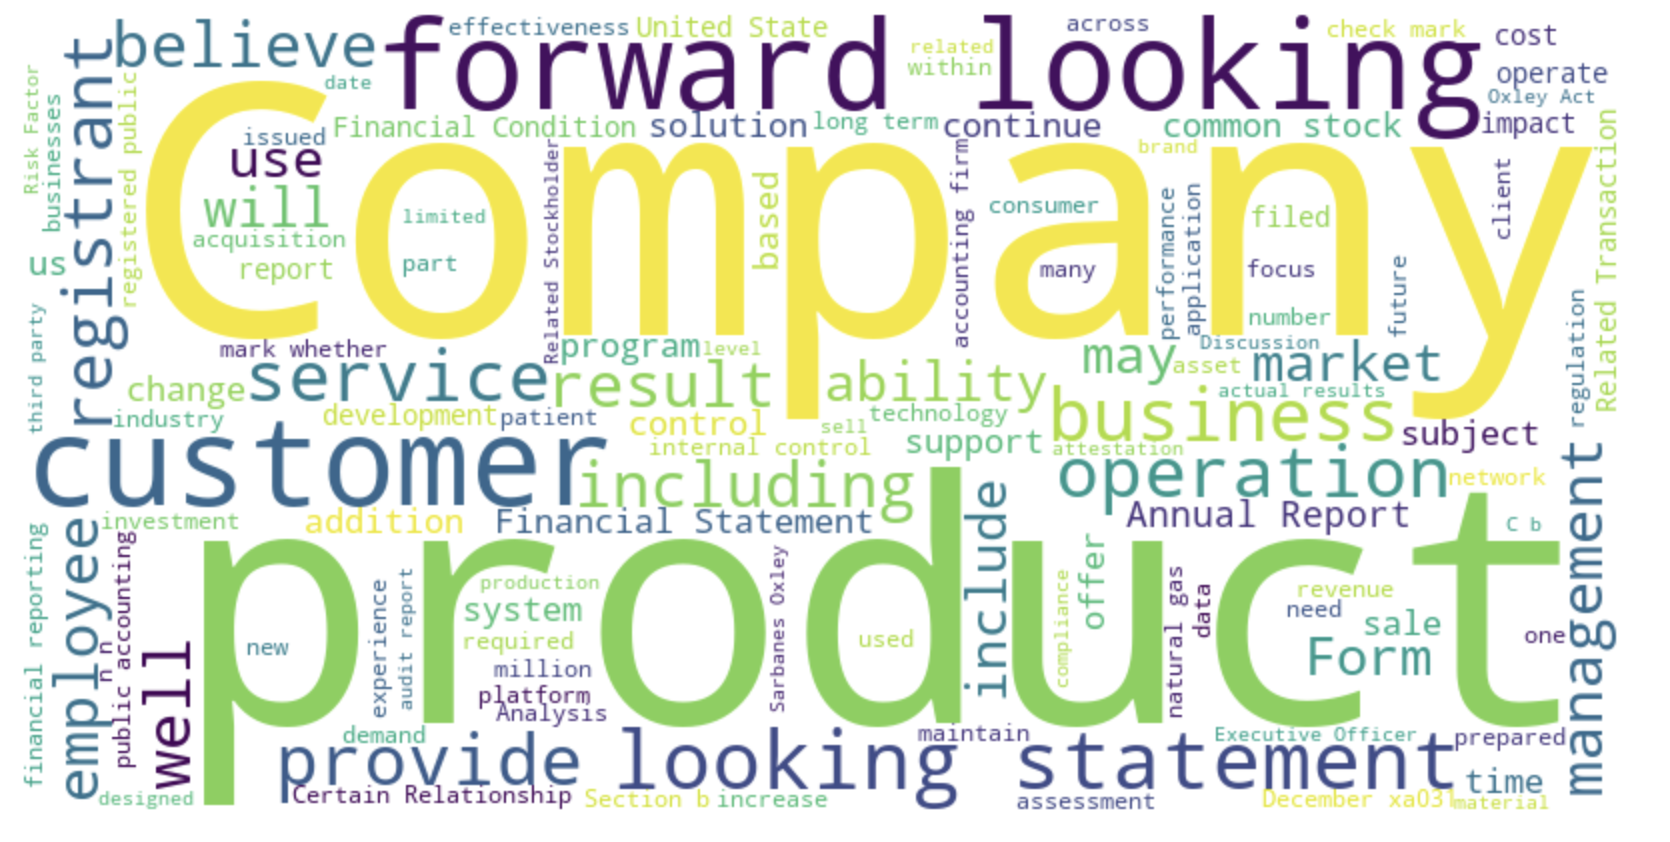 believe
forward looking
effectiveness
United State
related
within
across
check mark
cost
operate
Oxley Act
impact
Risk Factor
businesses
registrant
registered public
date
issued
use
Financial Condition
solution
long term
continue
common stock
brand
Company
will
acquisition
report
limited
part
Related Stockholder
based
accounting firm
consumer
many
performance
application
filed
focus
number
future
client
Related Transaction
us
third party
mark whether
program
level
Discussion
may
asset
market
regulation
change
service
result
ability
actual results
industry
development
patient
control
sell
technology
business
subject
internal control
support
attestation
customer
including
operation
network
management
investment
addition
Financial Statement
include
Annual Report
C b
financial reporting
employee
n n
public accounting
well
product
new
experience
audit report
production
system
required
million
platform
Analysis
Sarbanes Oxley
used
compliance
offer
natural gas
data
revenue
need
sale
Form
one
demand
provide
looking statement
maintain
Executive Officer
prepared
time
designed
Certain Relationship
Section b
increase
assessment
December xa031
material